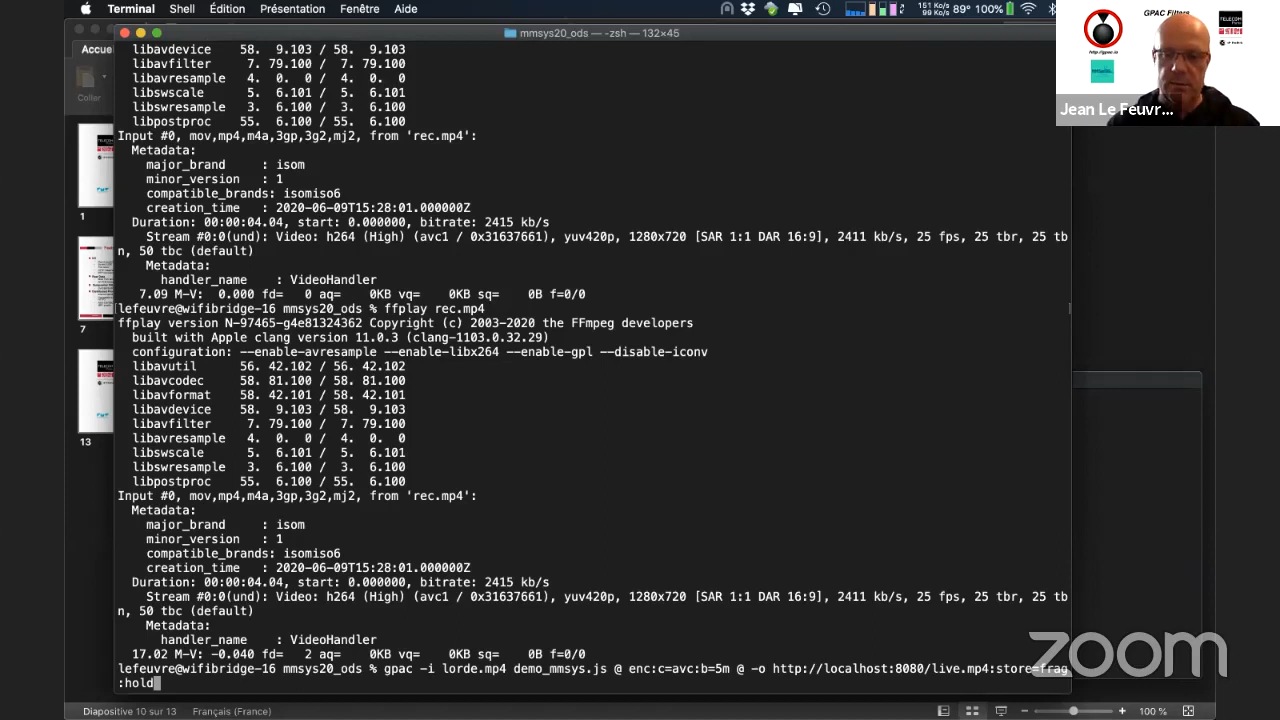 Terminal Shell Édition Présentation Fenêtre Aide
151 Ko/s
99 Ko/s 89° 100%
GPAC Filters
TELECOM
http://gpac.io
Jean Le Feuvr...
Accue
Coller
1
7
13
mmsys20_ods — -zsh — 132×45
libavdevice 58. 9.103 / 58. 9.103
libavfilter 7. 79.100 / 7. 79.100
libavresample 4. 0. 0 / 4. 0. 0
libswscale 5. 6.101 / 5. 6.101
libswresample 3. 6.100 / 3. 6.100
libpostproc 55. 6.100 / 55. 6.100
Input #0, mov,mp4,m4a,3gp,3g2,mj2, from 'rec.mp4':
Metadata:
major_brand : isom
minor_version : 1
compatible_brands: isomiso6
creation_time : 2020-06-09T15:28:01.000000Z
Duration: 00:00:04.04, start: 0.000000, bitrate: 2415 kb/s
Stream #0:0(und): Video: h264 (High) (avc1 / 0x31637661), yuv420p, 1280x720 [SAR 1:1 DAR 16:9], 2411 kb/s, 25 fps, 25 tbr, 25 tb
n, 50 tbc (default)
Metadata:
handler_name : VideoHandler
7.09 M-V: 0.000 fd= 0 aq= 0KB vq= 0KB sq= 0B f=0/0
lefeuvre@wifibridge-16 mmsys20_ods % ffplay rec.mp4
ffplay version N-97465-g4e81324362 Copyright (c) 2003-2020 the FFmpeg developers
built with Apple clang version 11.0.3 (clang-1103.0.32.29)
configuration: --enable-avresample --enable-libx264 --enable-gpl --disable-iconv
libavutil 56. 42.102 / 56. 42.102
libavcodec 58. 81.100 / 58. 81.100
libavformat 58. 42.101 / 58. 42.101
libavdevice 58. 9.103 / 58. 9.103
libavfilter 7. 79.100 / 7. 79.100
libavresample 4. 0. 0 / 4. 0. 0
libswscale 5. 6.101 / 5. 6.101
libswresample 3. 6.100 / 3. 6.100
libpostproc 55. 6.100 / 55. 6.100
Input #0, mov,mp4,m4a,3gp,3g2,mj2, from 'rec.mp4':
Metadata:
major_brand : isom
minor_version : 1
compatible_brands: isomiso6
creation_time : 2020-06-09T15:28:01.000000Z
Duration: 00:00:04.04, start: 0.000000, bitrate: 2415 kb/s
Stream #0:0(und): Video: h264 (High) (avc1 / 0x31637661), yuv420p, 1280x720 [SAR 1:1 DAR 16:9], 2411 kb/s, 25 fps, 25 tbr, 25 tb
n, 50 tbc (default)
Metadata:
handler_name : VideoHandler
17.02 M-V: -0.040 fd= 2 aq= 0KB vq= 0KB sq= 0B f=0/0
lefeuvre@wifibridge-16 mmsys20_ods % gpac -i lorde.mp4 demo_mmsys.js @ enc:c=avc:b=5m @ -o http://localhost:8080/live.mp4:store=frag
:hold
zoom
Diapositive 10 sur 13 Français (France)
100 %